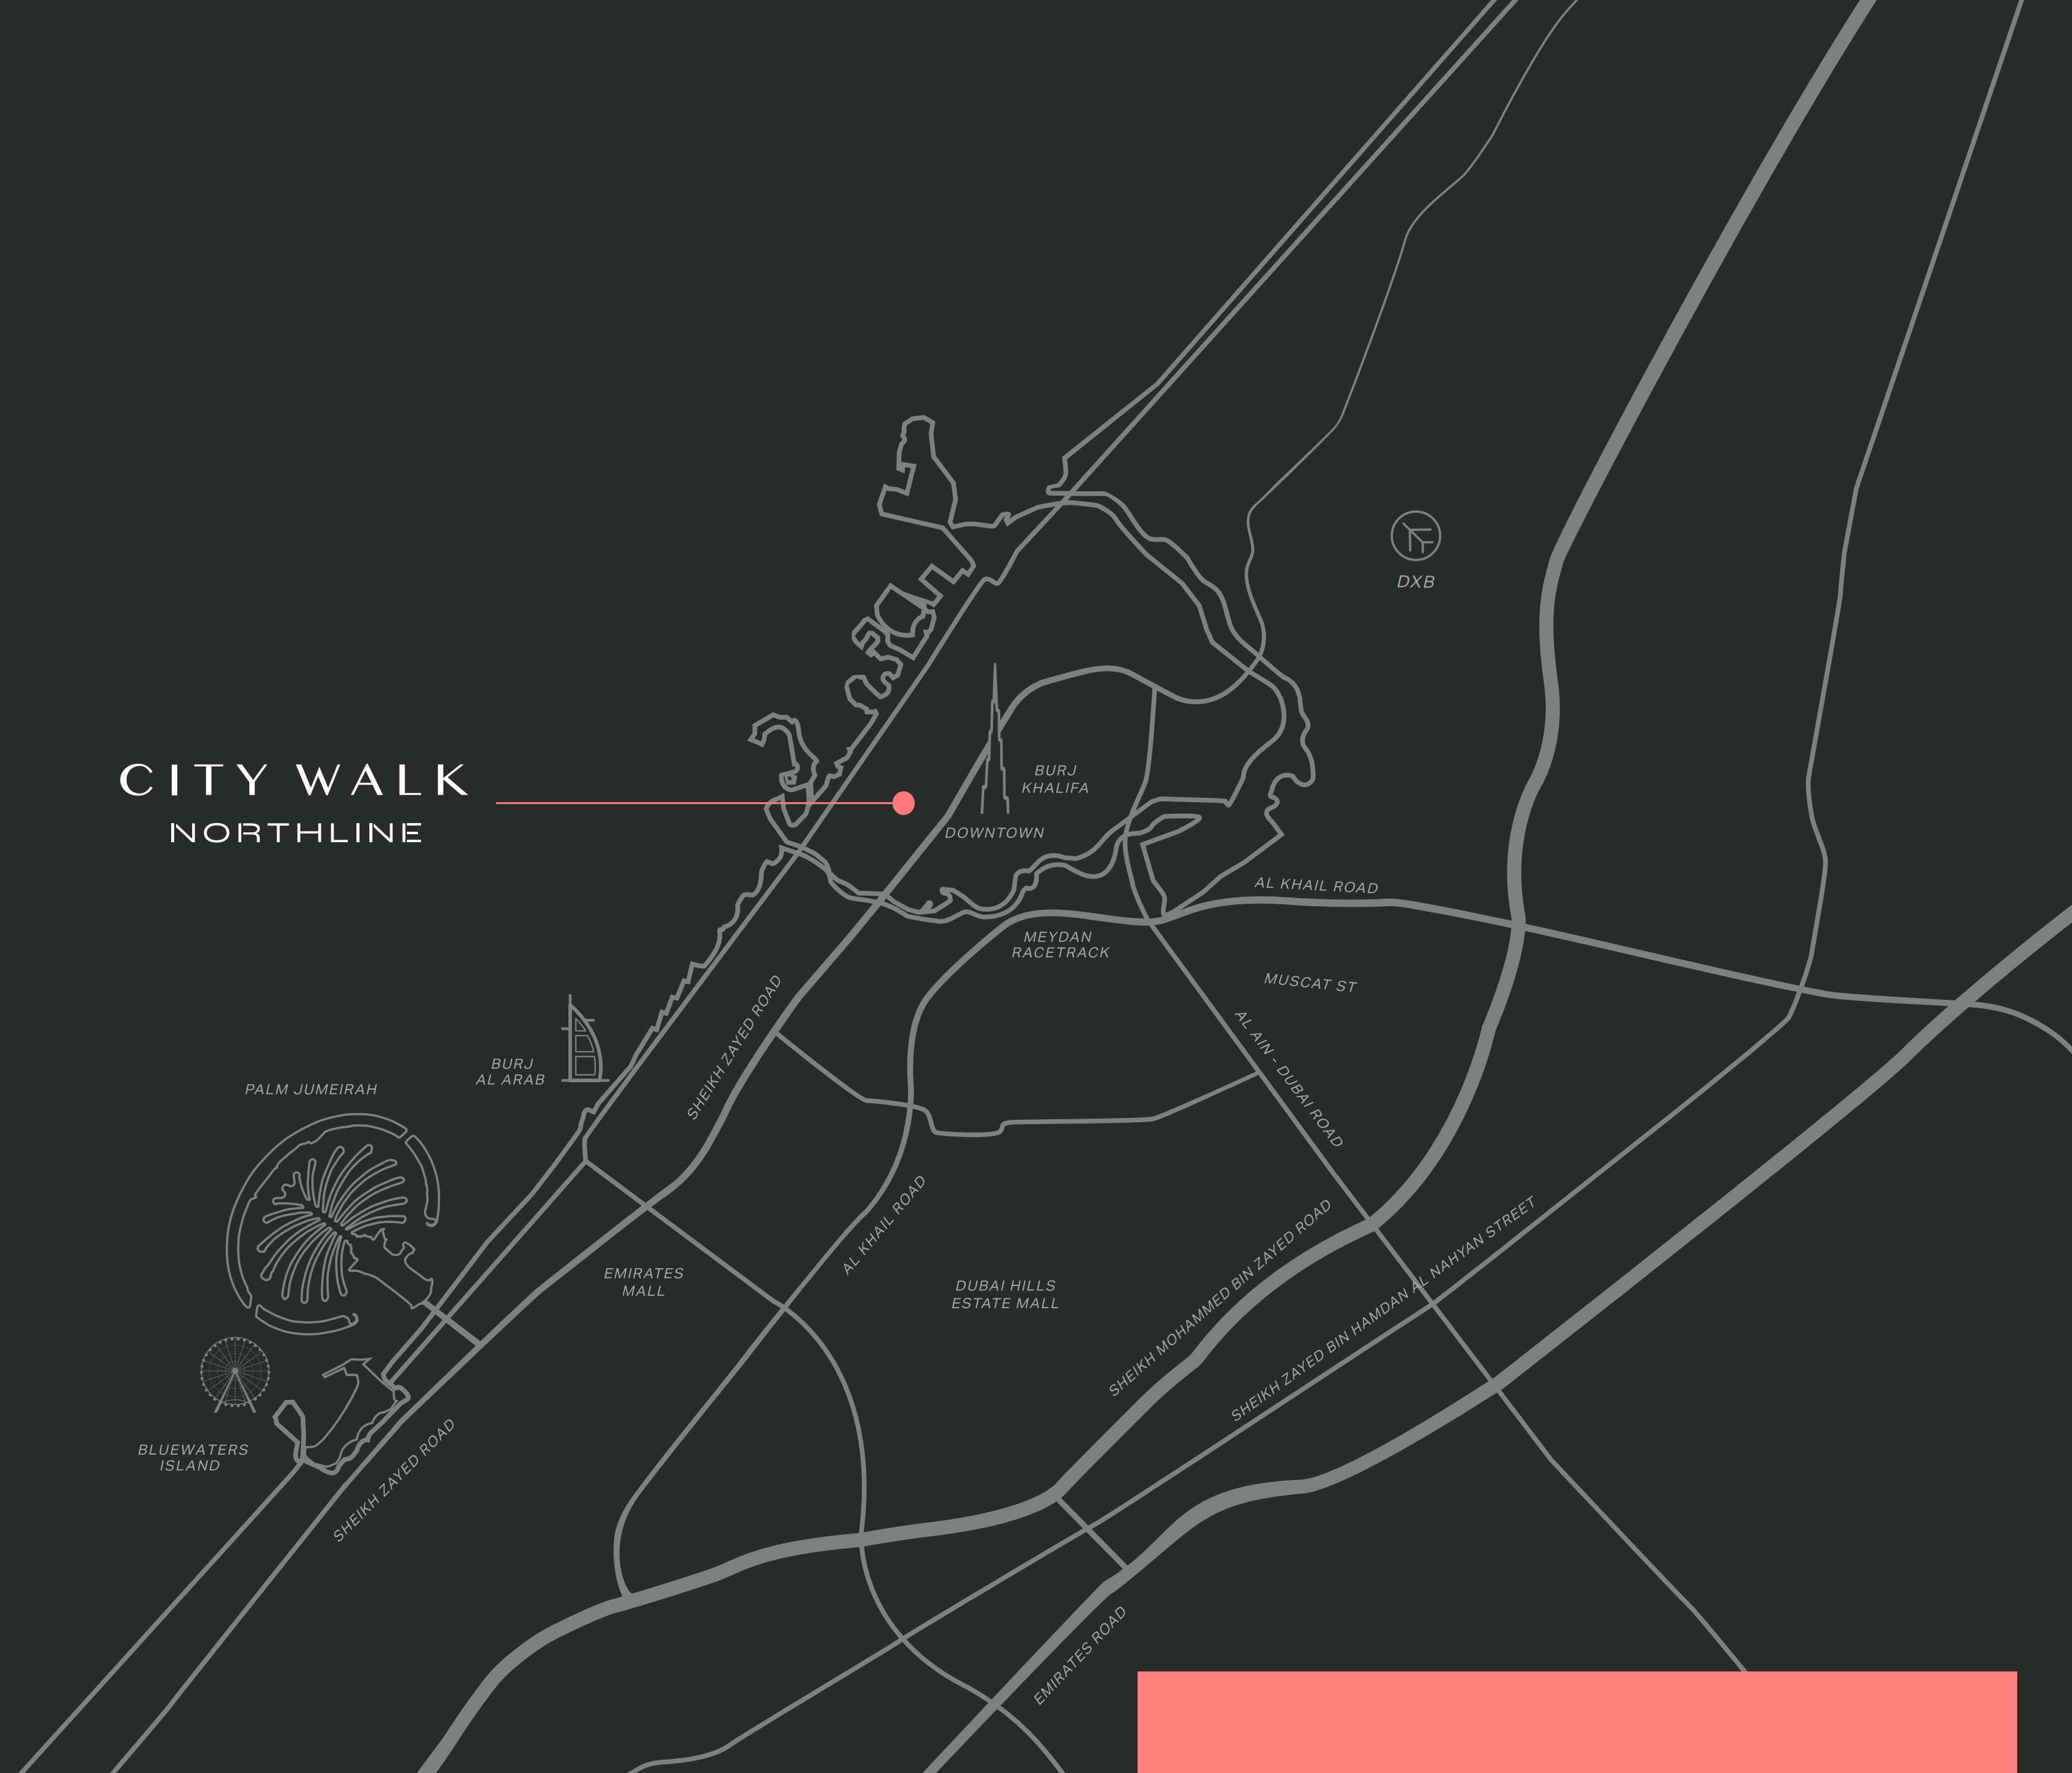 DXB
BURJ
KHALIFA
CITY WALK
NORTHLINE
DOWNTOWN
AL KHAIL ROAD
MEYDAN
RACETRACK
MUSCAT ST
SHEIKH ZAYED ROAD
AL AIN - DUBAI ROAD
BURJ
AL ARAB
PALM JUMEIRAH
AL KHAIL ROAD
EMIRATES
MALL
DUBAI HILLS
ESTATE MALL
SHEIKH MOHAMMED BIN ZAYED ROAD
SHEIKH ZAYED BIN HAMDAN AL NAHYAN STREET
BLUEWATERS
ISLAND
SHEIKH ZAYED ROAD
EMIRATES ROAD